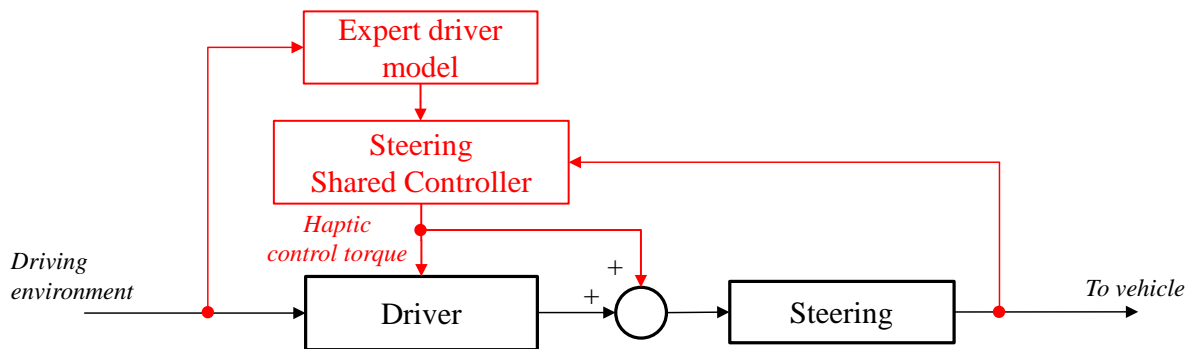 Expert driver
model
Steering
Shared Controller
Haptic
control torque
Driving
environment
+
+
Driver
Steering
To vehicle